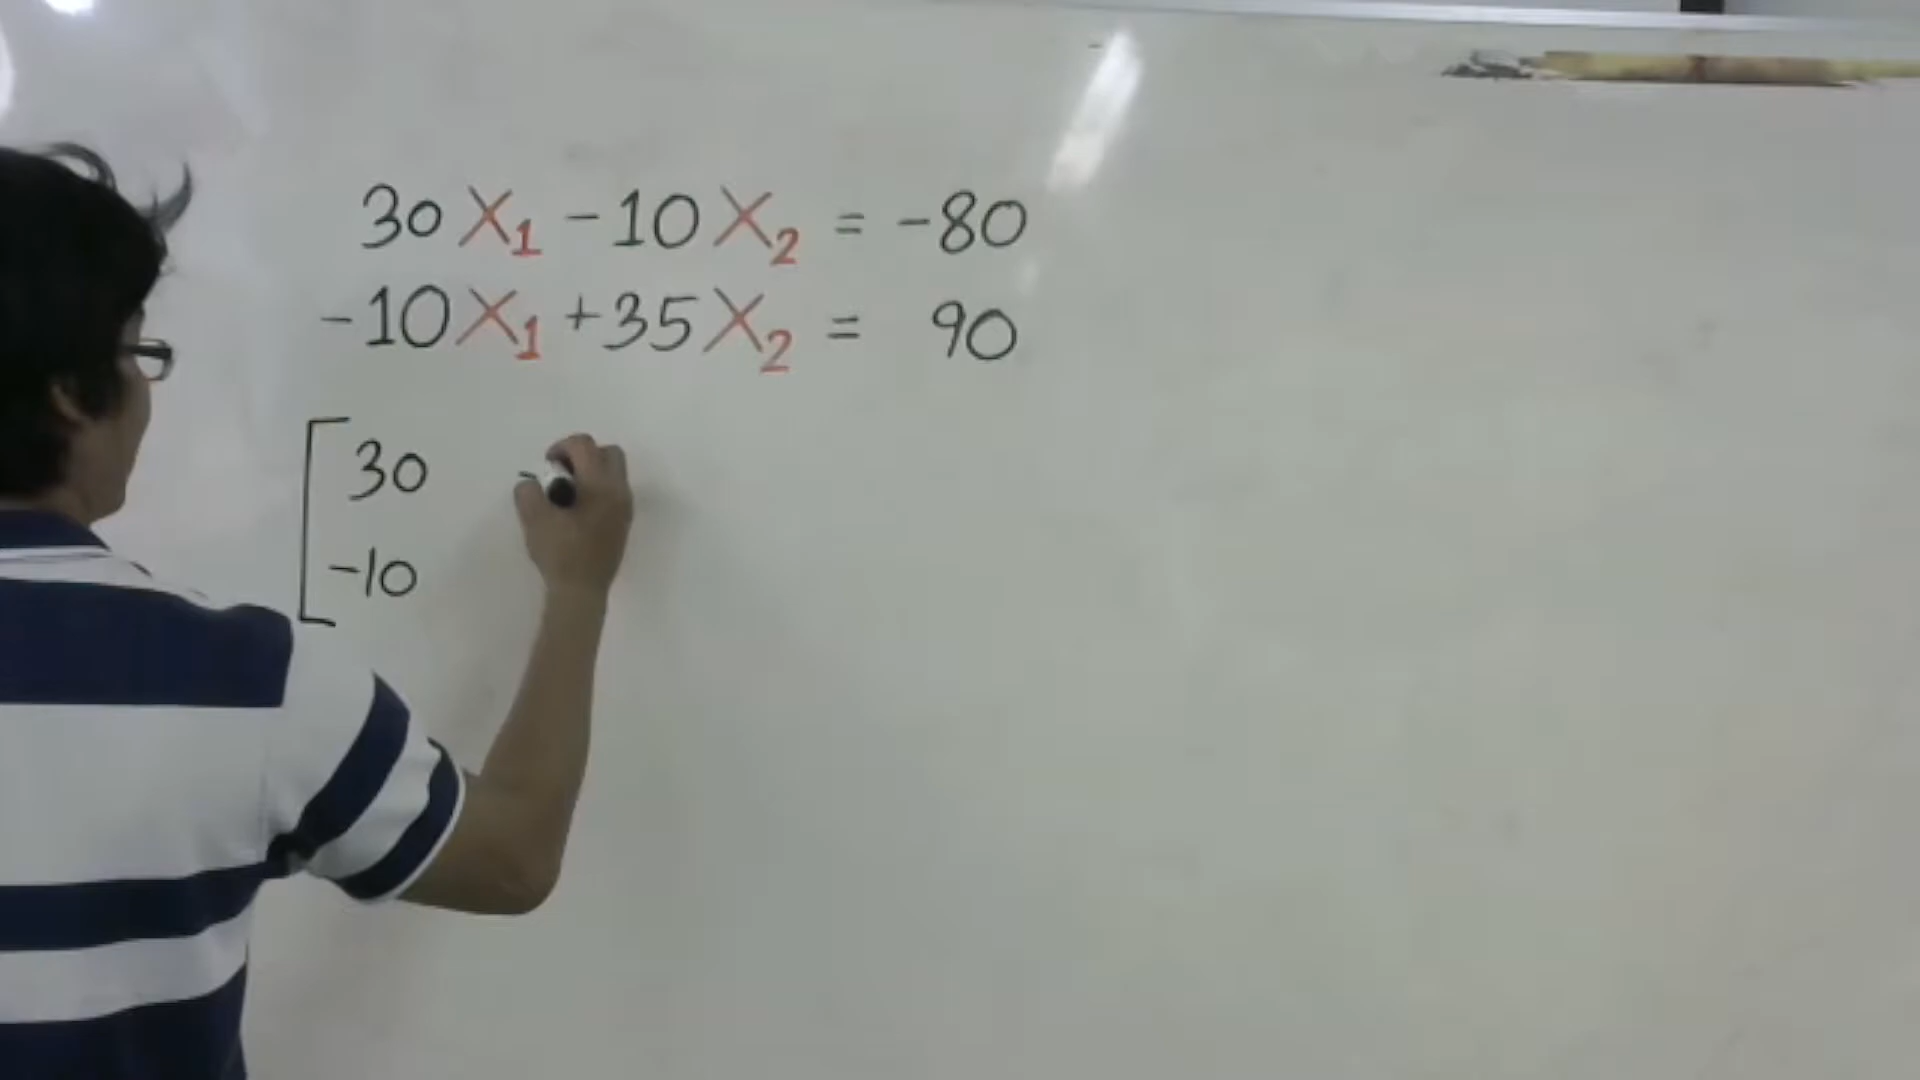 30X₁ -10X₂ = -80
-10X₁ +35X₂ = 90
[ 30 -
-10